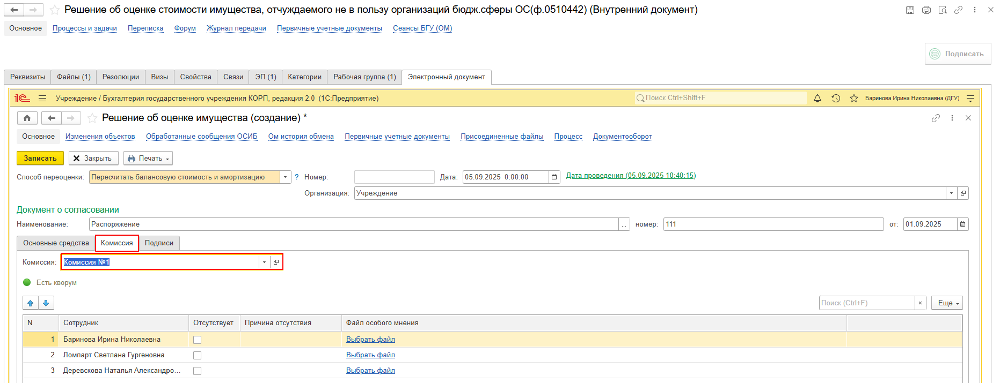 Решение об оценке стоимости имущества, отчуждаемого не в пользу организаций бюдж.сферы ОС(ф.0510442) (Внутренний документ)
Основное Процессы и задачи Переписка Форум Журнал передачи Первичные учетные документы Сеансы БГУ (ОМ)
Подписать
Реквизиты Файлы (1) Резолюции Визы Свойства Связи ЭП (1) Категории Рабочая группа (1) Электронный документ
1С Учреждение / Бухгалтерия государственного учреждения КОРП, редакция 2.0 (1С:Предприятие) Поиск Ctrl+Shift+F Баринова Ирина Николаевна (ДГУ)
Решение об оценке имущества (создание) *
Основное Изменения объектов Обработанные сообщения ОСИБ Ом история обмена Первичные учетные документы Присоединенные файлы Процесс Документооборот
Записать Закрыть Печать
Способ переоценки: Пересчитать балансовую стоимость и амортизацию ? Номер: Дата: 05.09.2025 0:00:00 Дата проведения (05.09.2025 10:40:15)
Организация: Учреждение
Документ о согласовании
Наименование: Распоряжение ... номер: 111 от: 01.09.2025
Основные средства Комиссия Подписи
Комиссия: Комиссия №1
Есть кворум
Поиск (Ctrl+F) × Еще
N Сотрудник Отсутствует Причина отсутствия Файл особого мнения
1 Баринова Ирина Николаевна Выбрать файл
2 Ломпарт Светлана Гургеновна Выбрать файл
3 Деревскова Наталья Александро... Выбрать файл